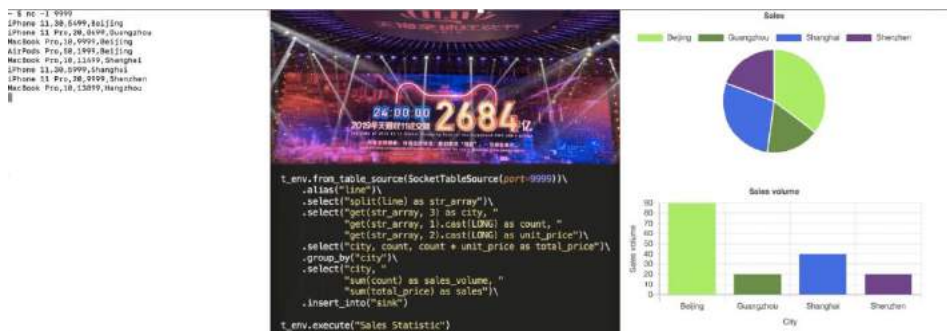 ~ $ nc -l 9999
iPhone 11,30,5499,Beijing
iPhone 11 Pro,20,8699,Guangzhou
MacBook Pro,10,9999,Beijing
AirPods Pro,50,1999,Beijing
MacBook Pro,10,11699,Shanghai
iPhone 11,30,5999,Shanghai
iPhone 11 Pro,20,9999,Shenzhen
MacBook Pro,10,13899,Hangzhou
24:00:00
2684亿
t_env.from_table_source(SocketTableSource(port=9999))\
.alias("line")\
.select("split(line) as str_array")\
.select("get(str_array, 3) as city, "
"get(str_array, 1).cast(LONG) as count, "
"get(str_array, 2).cast(LONG) as unit_price")\
.select("city, count, count * unit_price as total_price")\
.group_by("city")\
.select("city, "
"sum(count) as sales_volume, "
"sum(total_price) as sales")\
.insert_into("sink")
t_env.execute("Sales Statistic")
Sales
Beijing Guangzhou Shanghai Shenzhen
Sales volume
90
80
70
60
50
40
30
20
10
0
Sales volume
Beijing Guangzhou Shanghai Shenzhen
City